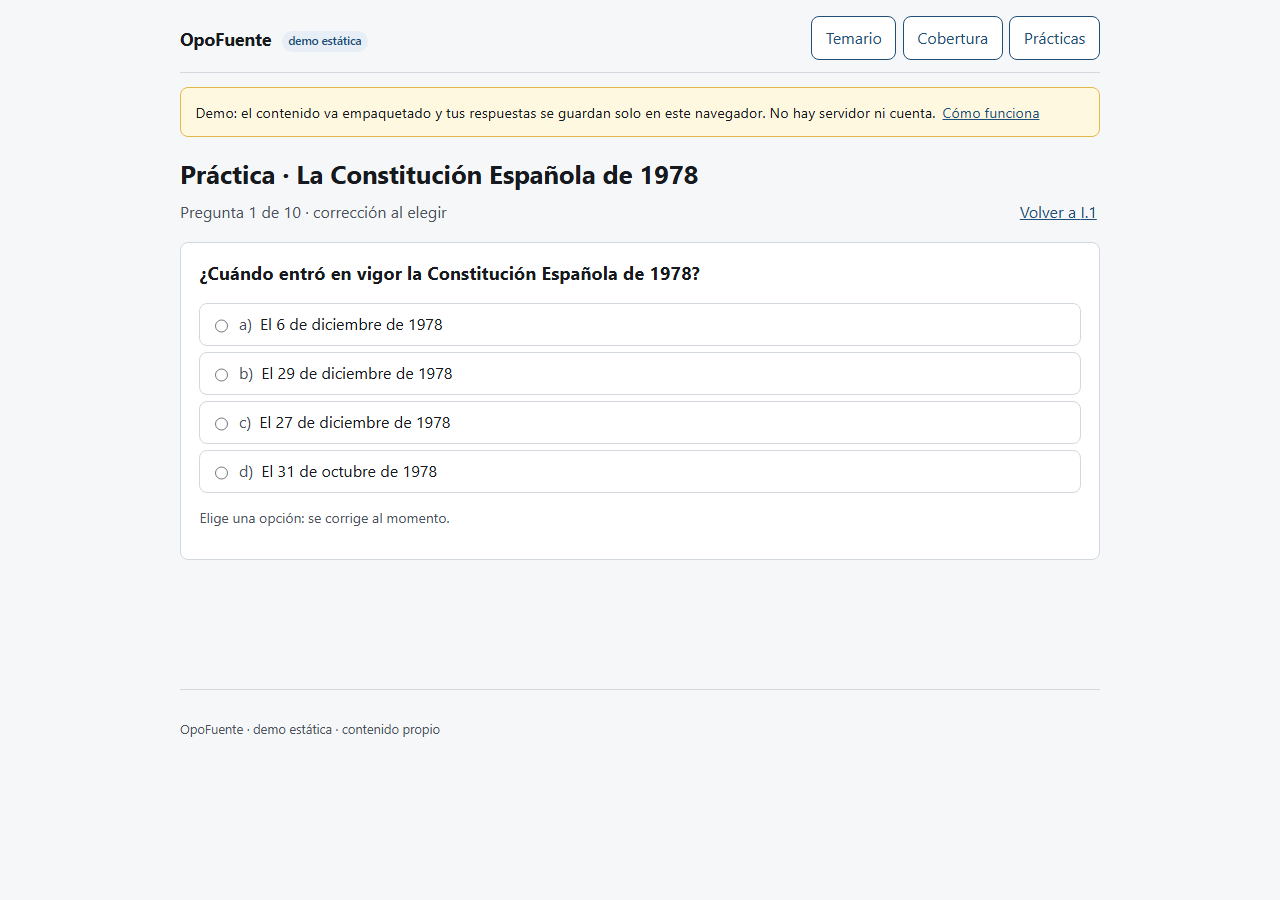 OpoFuente demo estática
Temario Cobertura Prácticas
Demo: el contenido va empaquetado y tus respuestas se guardan solo en este navegador. No hay servidor ni cuenta. Cómo funciona
Práctica · La Constitución Española de 1978
Pregunta 1 de 10 · corrección al elegir
Volver a I.1
¿Cuándo entró en vigor la Constitución Española de 1978?
a) El 6 de diciembre de 1978
b) El 29 de diciembre de 1978
c) El 27 de diciembre de 1978
d) El 31 de octubre de 1978
Elige una opción: se corrige al momento.
OpoFuente · demo estática · contenido propio